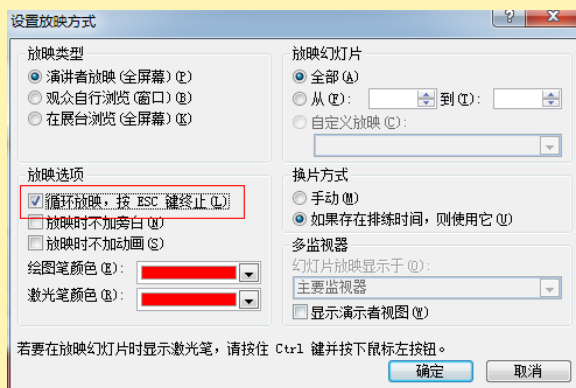 设置放映方式
放映类型
演讲者放映(全屏幕)(P)
观众自行浏览(窗口)(B)
在展台浏览(全屏幕)(K)
放映幻灯片
全部(A)
从(F): 到(T):
自定义放映(C):
放映选项
循环放映，按 ESC 键终止(L)
放映时不加旁白(N)
放映时不加动画(S)
绘图笔颜色(E):
激光笔颜色(R):
换片方式
手动(M)
如果存在排练时间，则使用它(U)
多监视器
幻灯片放映显示于(O):
主要监视器
显示演示者视图(W)
若要在放映幻灯片时显示激光笔，请按住 Ctrl 键并按下鼠标左按钮。
确定 取消